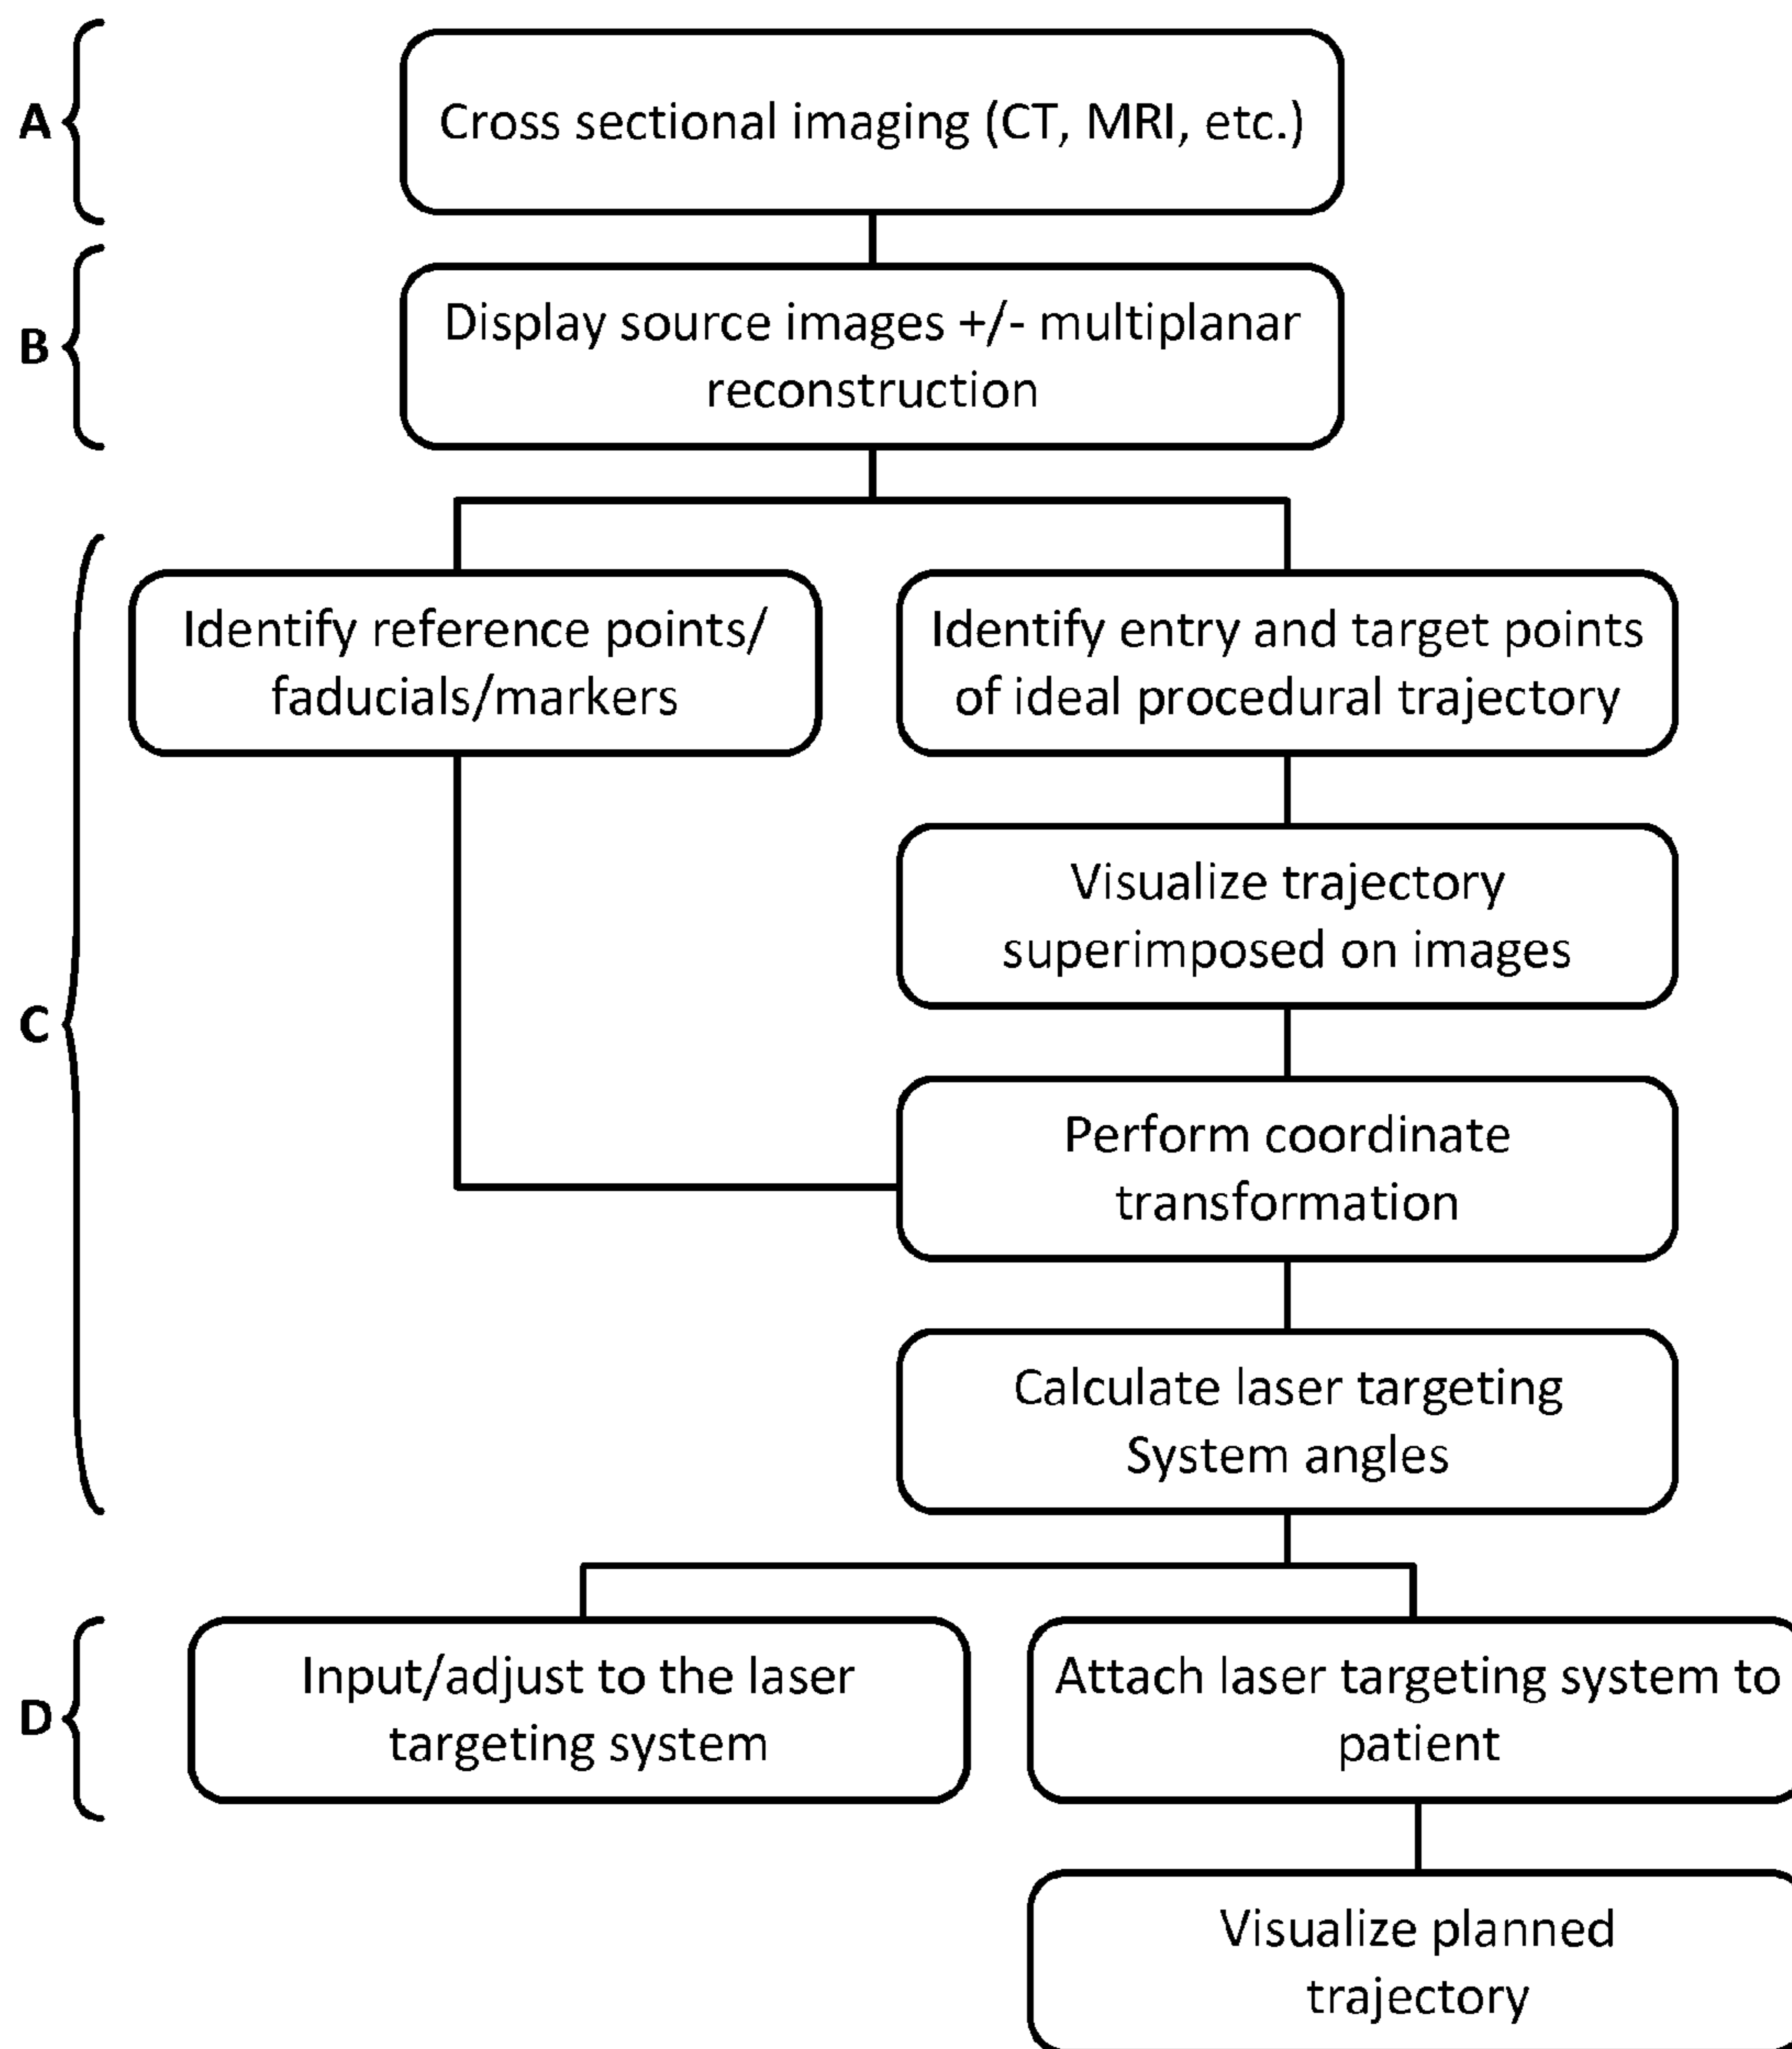 A
Cross sectional imaging (CT, MRI, etc.)
B
Display source images +/- multiplanar
reconstruction
C
Identify reference points/
faducials/markers
Identify entry and target points
of ideal procedural trajectory
Visualize trajectory
superimposed on images
Perform coordinate
transformation
Calculate laser targeting
System angles
D
Input/adjust to the laser
targeting system
Attach laser targeting system to
patient
Visualize planned
trajectory